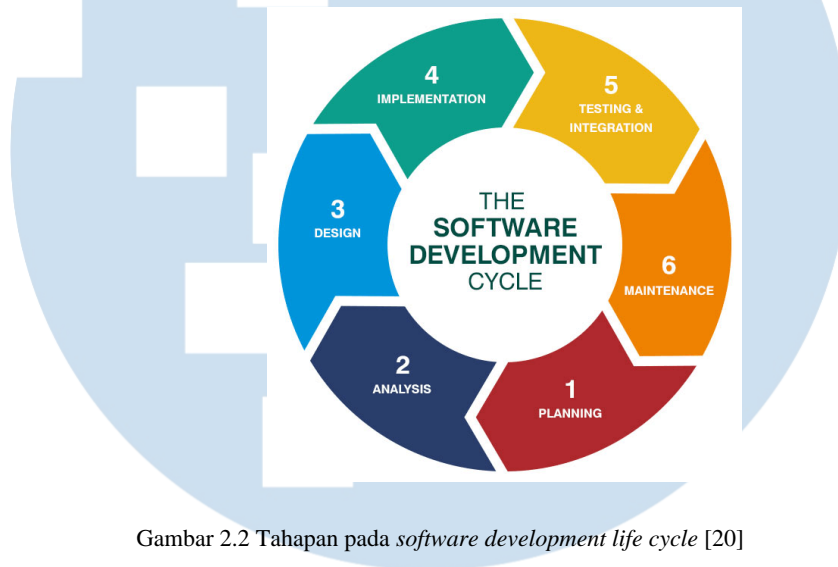 4
IMPLEMENTATION
5
TESTING &
INTEGRATION
3
DESIGN
THE
SOFTWARE
DEVELOPMENT
CYCLE
6
MAINTENANCE
2
ANALYSIS
1
PLANNING
Gambar 2.2 Tahapan pada software development life cycle [20]